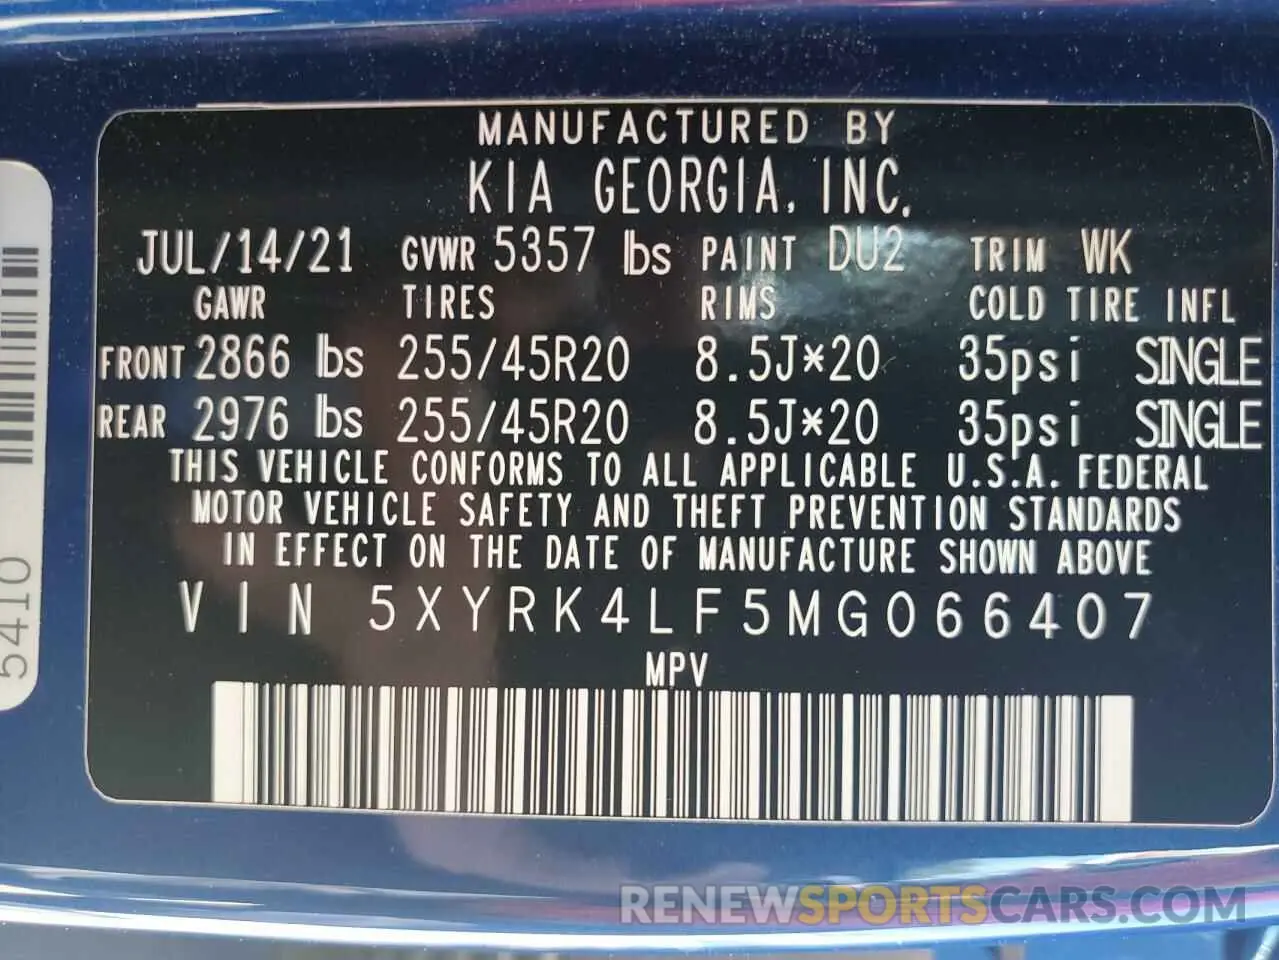 MANUFACTURED BY
KIA GEORGIA, INC.
JUL/14/21 GVWR 5357 lbs PAINT DU2 TRIM WK
GAWR TIRES RIMS COLD TIRE INFL
FRONT 2866 lbs 255/45R20 8.5J*20 35psi SINGLE
REAR 2976 lbs 255/45R20 8.5J*20 35psi SINGLE
THIS VEHICLE CONFORMS TO ALL APPLICABLE U.S.A. FEDERAL
MOTOR VEHICLE SAFETY AND THEFT PREVENTION STANDARDS
IN EFFECT ON THE DATE OF MANUFACTURE SHOWN ABOVE
VIN 5XYRK4LF5MG066407
MPV
5410
RENEWSPORTSCARS.COM